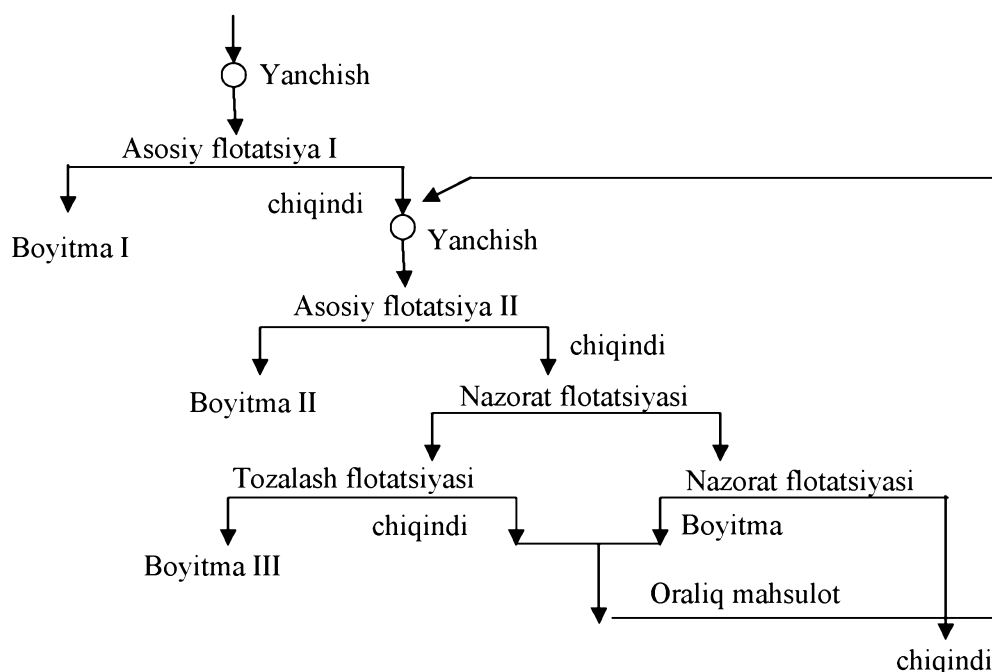 Yanchish
Asosiy flotatsiya I
chiqindi
Boyitma I
Yanchish
Asosiy flotatsiya II
chiqindi
Boyitma II
Nazorat flotatsiyasi
Tozalash flotatsiyasi
Nazorat flotatsiyasi
chiqindi
Boyitma
Boyitma III
Oraliq mahsulot
chiqindi